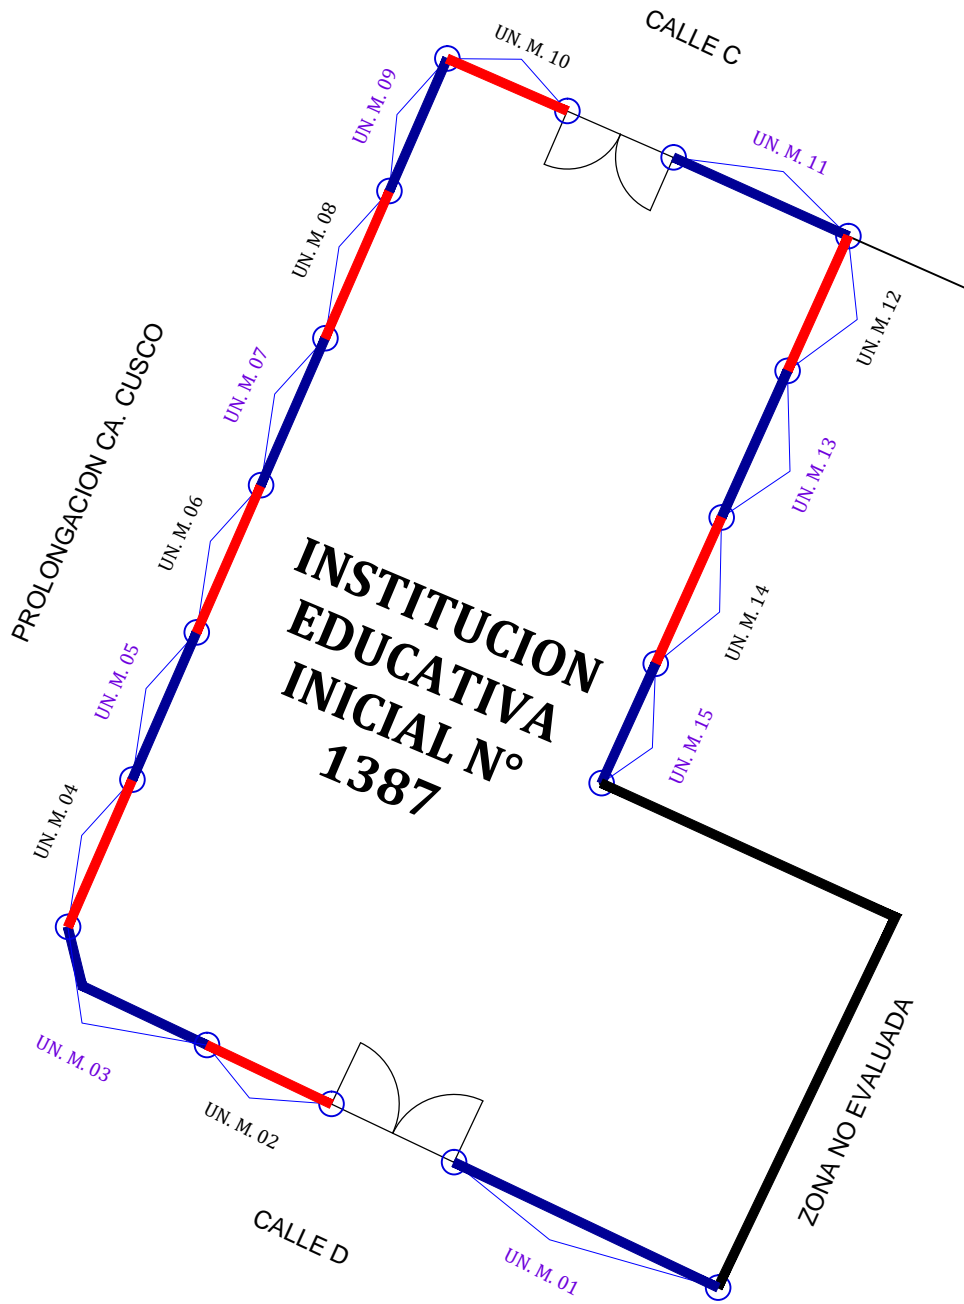 CALLE C
UN. M. 10
UN. M. 09
UN. M. 11
UN. M. 08
UN. M. 12
PROLONGACION CA. CUSCO
UN. M. 07
UN. M. 13
UN. M. 06
INSTITUCION
EDUCATIVA
INICIAL N°
1387
UN. M. 14
UN. M. 05
UN. M. 15
UN. M. 04
ZONA NO EVALUADA
UN. M. 03
UN. M. 02
CALLE D
UN. M. 01